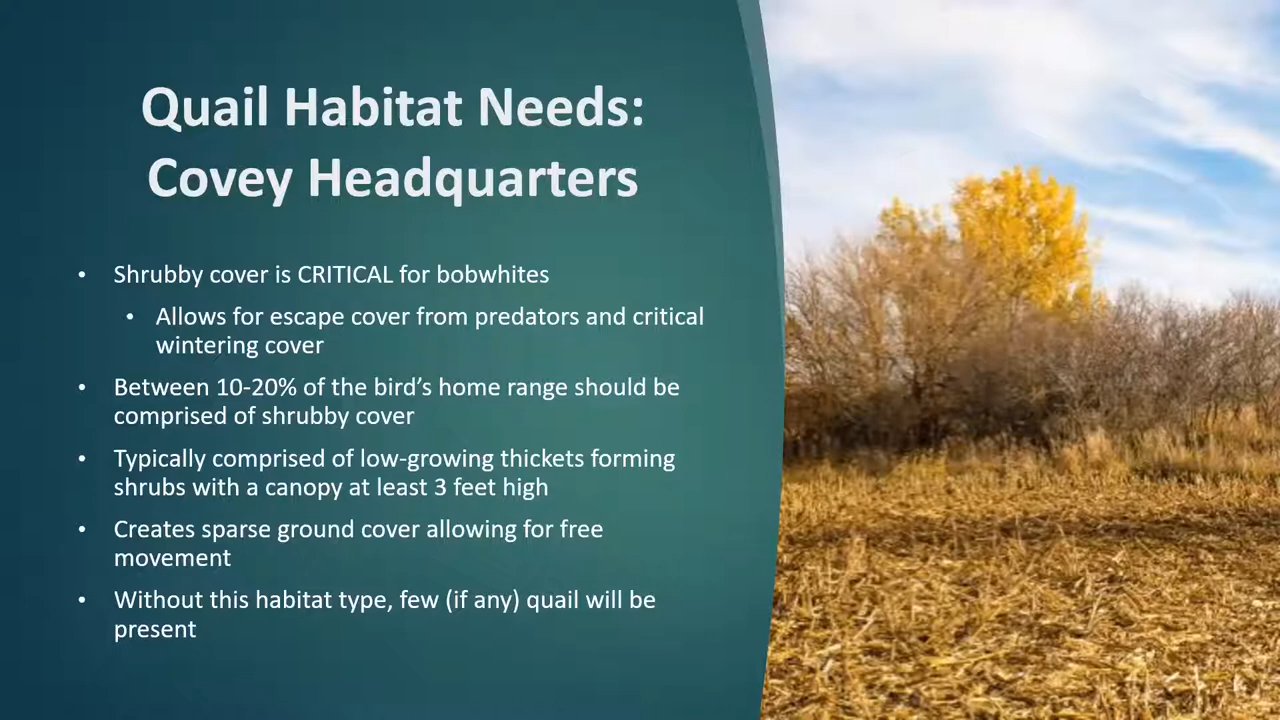 Quail Habitat Needs:
Covey Headquarters
• Shrubby cover is CRITICAL for bobwhites
• Allows for escape cover from predators and critical
wintering cover
• Between 10-20% of the bird’s home range should be
comprised of shrubby cover
• Typically comprised of low-growing thickets forming
shrubs with a canopy at least 3 feet high
• Creates sparse ground cover allowing for free
movement
• Without this habitat type, few (if any) quail will be
present